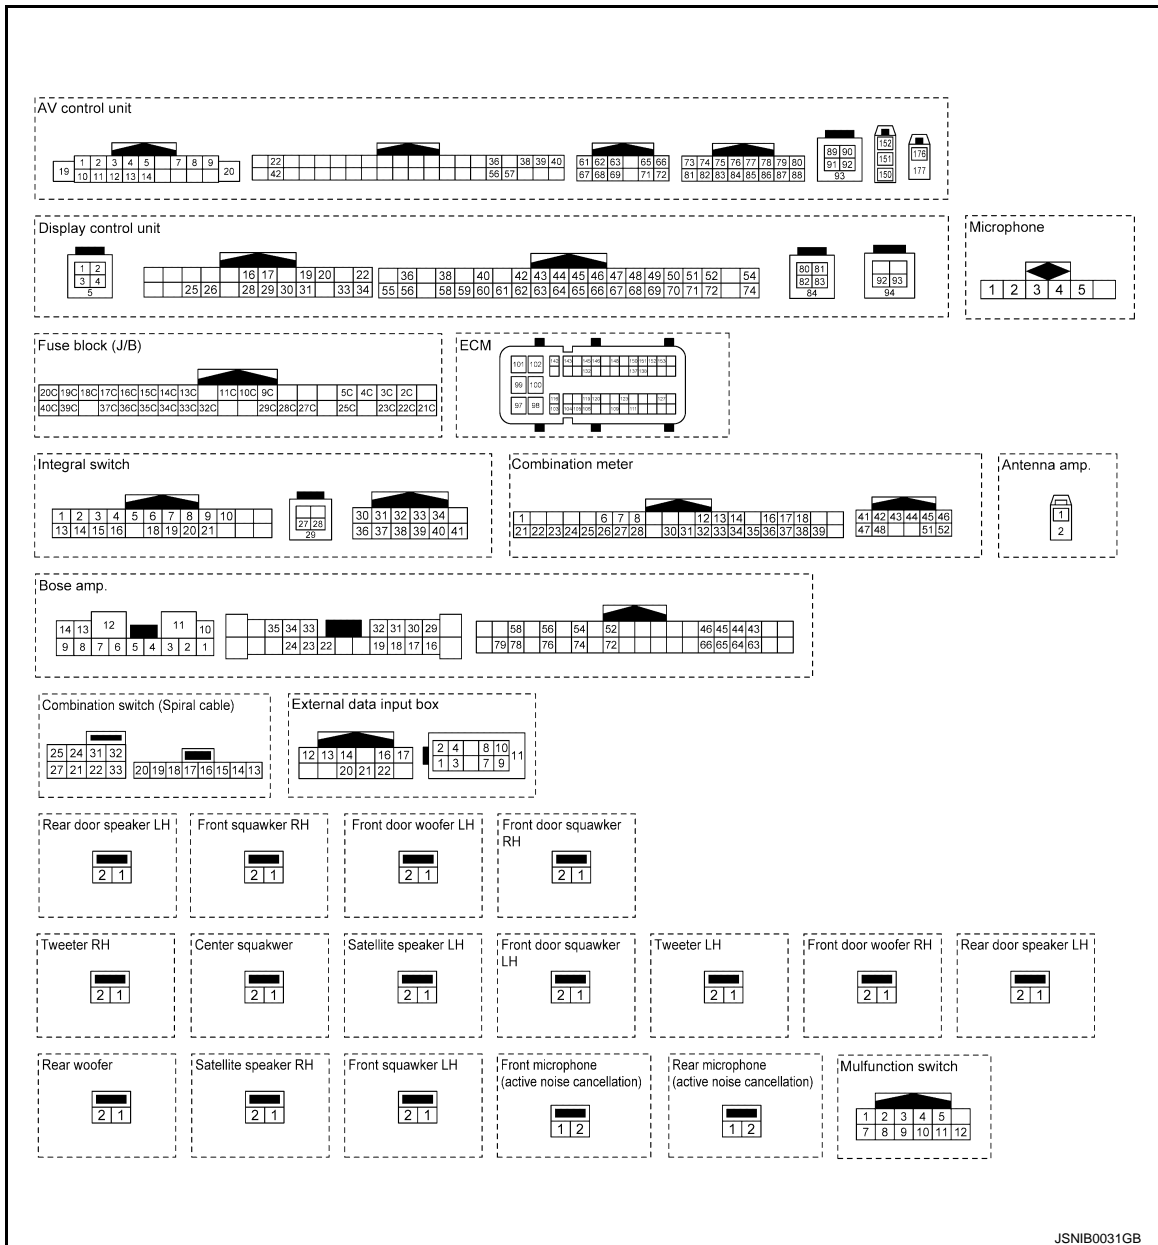 AV control unit
1 2 3 4 5 7 8 9
19 10 11 12 13 14 20
22 36 38 39 40
42 56 57
61 62 63 65 66
67 68 69 71 72
73 74 75 76 77 78 79 80
81 82 83 84 85 86 87 88
89 90
91 92
93
152
151
150
176
177
Display control unit
1 2
3 4
5
16 17 19 20 22
25 26 28 29 30 31 33 34
36 38 40 42 43 44 45 46 47 48 49 50 51 52 54
55 56 58 59 60 61 62 63 64 65 66 67 68 69 70 71 72 74
80 81
82 83
84
92 93
94
Microphone
1 2 3 4 5
Fuse block (J/B)
20C 19C 18C 17C 16C 15C 14C 13C 11C 10C 9C 5C 4C 3C 2C
40C 39C 37C 36C 35C 34C 33C 32C 29C 28C 27C 25C 23C 22C 21C
ECM
101 102
99 100
97 98
Integral switch
1 2 3 4 5 6 7 8 9 10
13 14 15 16 18 19 20 21
27 28
29
30 31 32 33 34
36 37 38 39 40 41
Combination meter
1 6 7 8 12 13 14 16 17 18
21 22 23 24 25 26 27 28 30 31 32 33 34 35 36 37 38 39
41 42 43 44 45 46
47 48 51 52
Antenna amp.
1
2
Bose amp.
14 13 12 11 10
9 8 7 6 5 4 3 2 1
35 34 33 32 31 30 29
24 23 22 19 18 17 16
58 56 54 52 46 45 44 43
79 78 76 74 72 66 65 64 63
Combination switch (Spiral cable)
25 24 31 32
27 21 22 33
20 19 18 17 16 15 14 13
External data input box
12 13 14 16 17
20 21 22
2 4 8 10
1 3 7 9
11
Rear door speaker LH
2 1
Front squawker RH
2 1
Front door woofer LH
2 1
Front door squawker
RH
2 1
Tweeter RH
2 1
Center squakwer
2 1
Satellite speaker LH
2 1
Front door squawker
LH
2 1
Tweeter LH
2 1
Front door woofer RH
2 1
Rear door speaker LH
2 1
Rear woofer
2 1
Satellite speaker RH
2 1
Front squawker LH
2 1
Front microphone
(active noise cancellation)
1 2
Rear microphone
(active noise cancellation)
1 2
Mulfunction switch
1 2 3 4 5
7 8 9 10 11 12
JSNIB0031GB